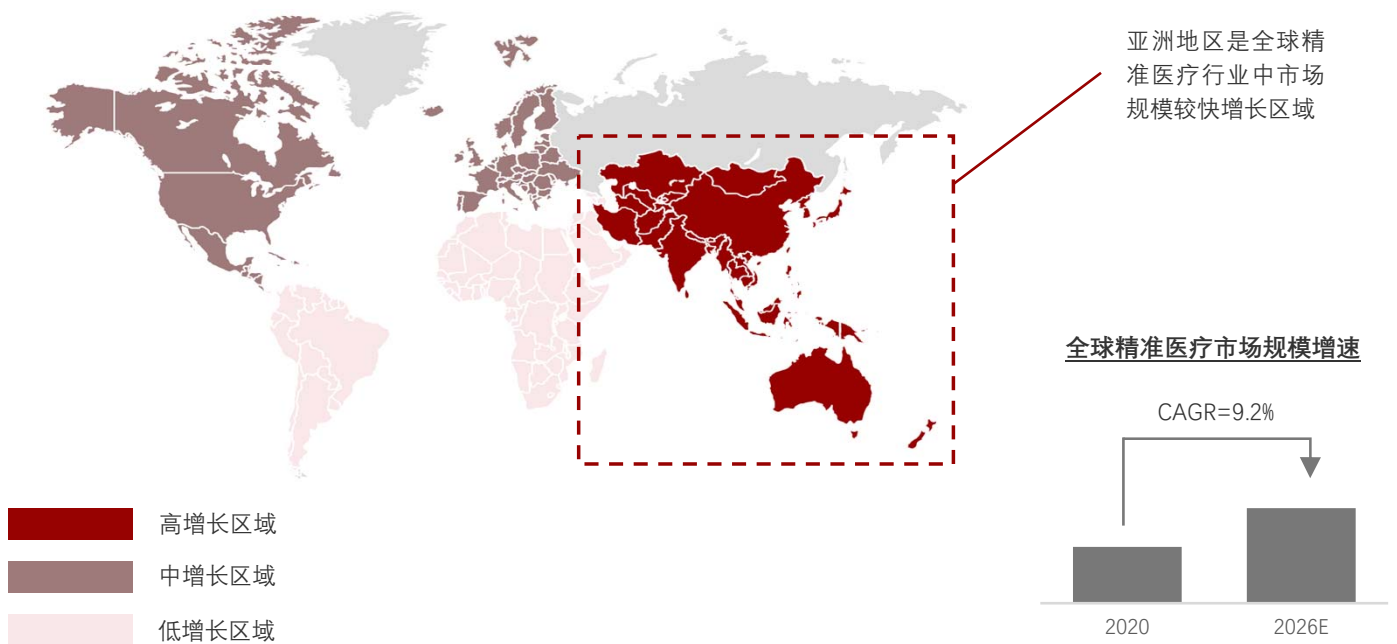 亚洲地区是全球精
准医疗行业中市场
规模较快增长区域
全球精准医疗市场规模增速
CAGR=9.2%
2020
2026E
高增长区域
中增长区域
低增长区域